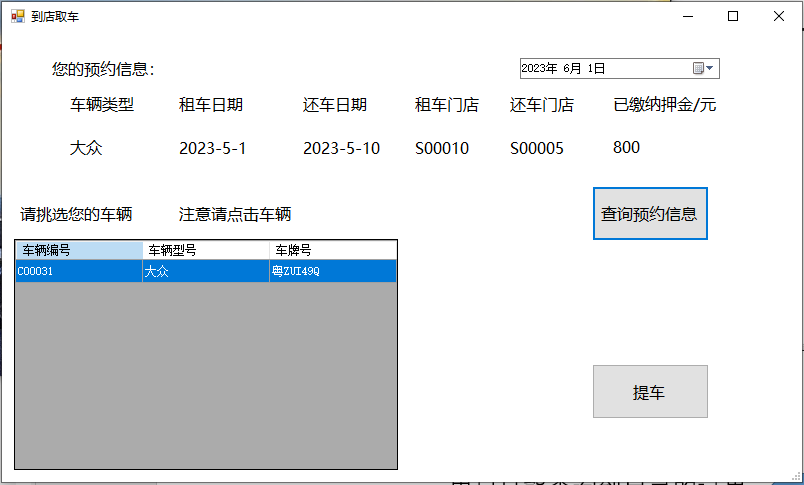 到店取车
您的预约信息:
2023年 6月 1日
车辆类型 租车日期 还车日期 租车门店 还车门店 已缴纳押金/元
大众 2023-5-1 2023-5-10 S00010 S00005 800
请挑选您的车辆 注意请点击车辆
查询预约信息
车辆编号 车辆型号 车牌号
C00031 大众 粤ZUI49Q
提车